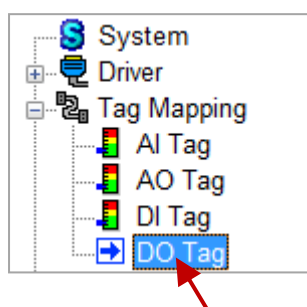 System
Driver
Tag Mapping
AI Tag
AO Tag
DI Tag
DO Tag